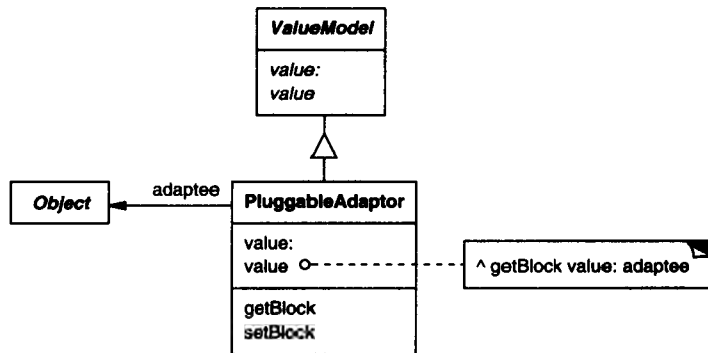 ValueModel
value:
value
Object
adaptee
PluggableAdaptor
value:
value
^ getBlock value: adaptee
getBlock
setBlock